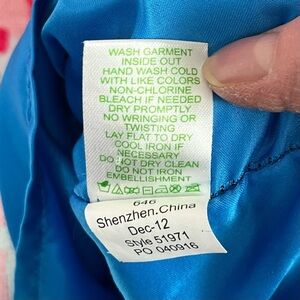 WASH GARMENT
INSIDE OUT
HAND WASH COLD
WITH LIKE COLORS
NON-CHLORINE
BLEACH IF NEEDED
DRY PROMPTLY
NO WRINGING OR
TWISTING
LAY FLAT TO DRY
COOL IRON IF
NECESSARY
DO NOT DRY CLEAN
DO NOT IRON
EMBELLISHMENT
646
Shenzhen.China
Dec-12
Style 51971
PO 040916